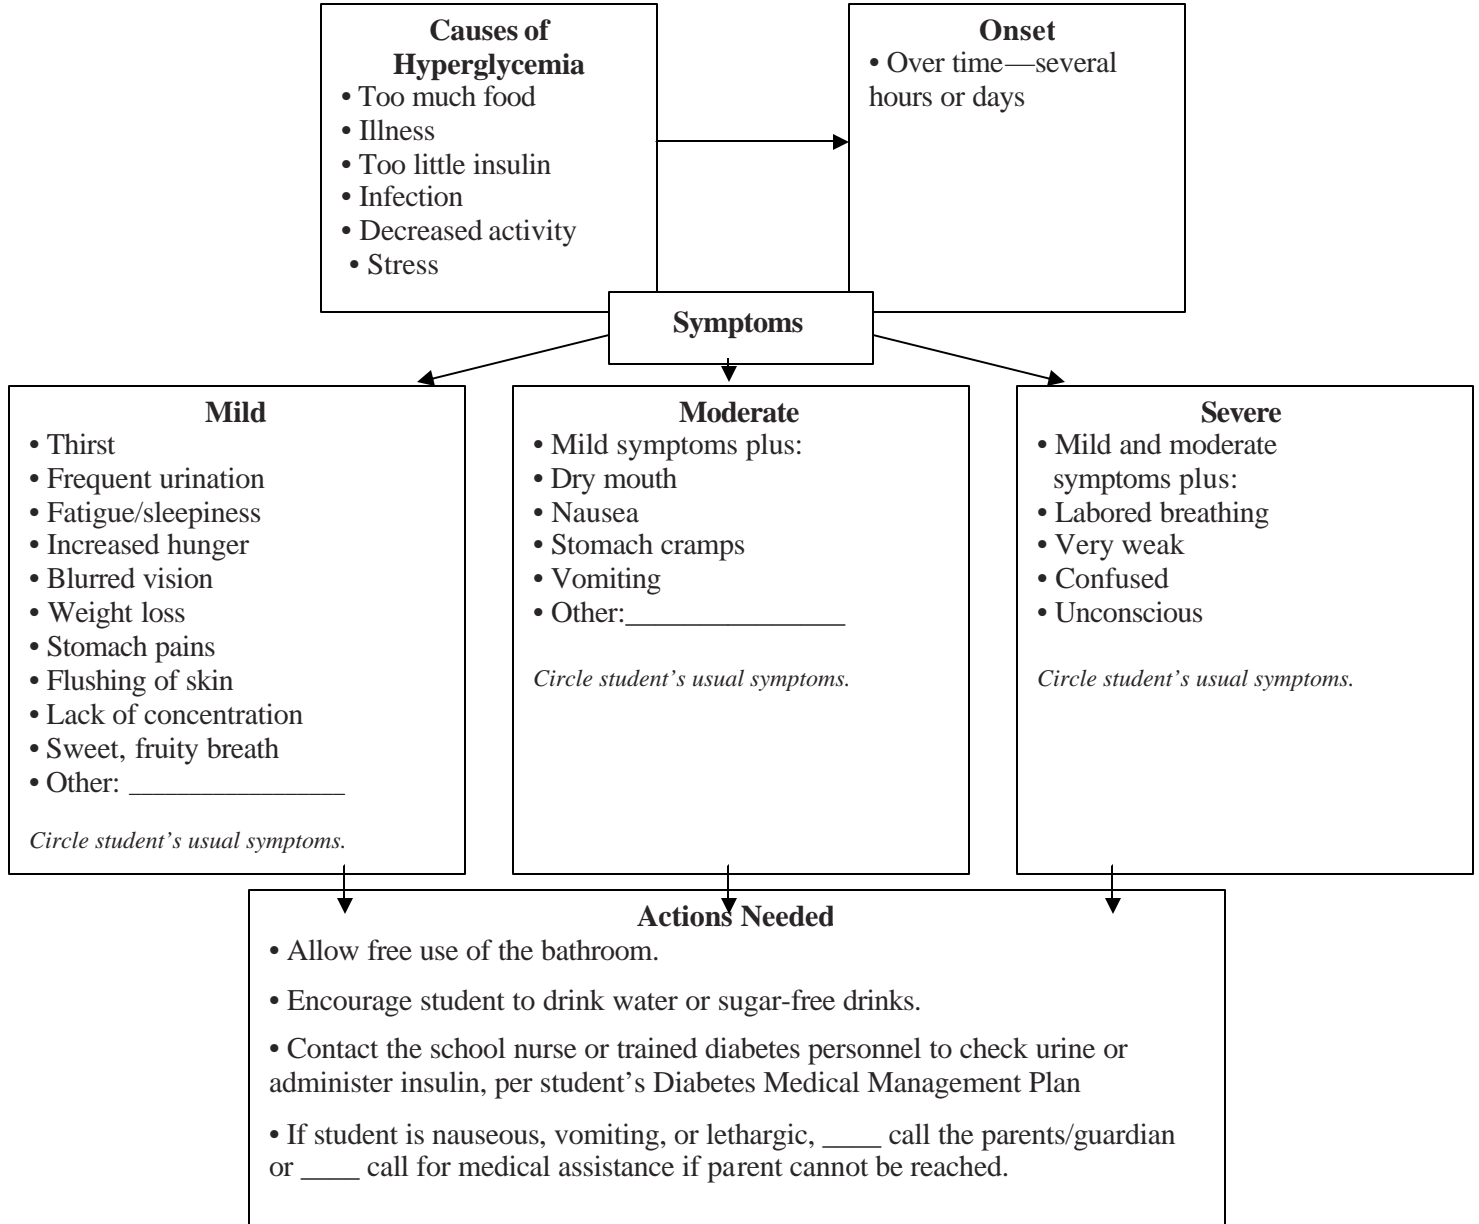 Causes of
Hyperglycemia
• Too much food
• Illness
• Too little insulin
• Infection
• Decreased activity
• Stress
Onset
• Over time—several
hours or days
Symptoms
Mild
• Thirst
• Frequent urination
• Fatigue/sleepiness
• Increased hunger
• Blurred vision
• Weight loss
• Stomach pains
• Flushing of skin
• Lack of concentration
• Sweet, fruity breath
• Other: __________________
Circle student’s usual symptoms.
Moderate
• Mild symptoms plus:
• Dry mouth
• Nausea
• Stomach cramps
• Vomiting
• Other:_______________
Circle student’s usual symptoms.
Severe
• Mild and moderate
symptoms plus:
• Labored breathing
• Very weak
• Confused
• Unconscious
Circle student’s usual symptoms.
Actions Needed
• Allow free use of the bathroom.
• Encourage student to drink water or sugar-free drinks.
• Contact the school nurse or trained diabetes personnel to check urine or
administer insulin, per student’s Diabetes Medical Management Plan
• If student is nauseous, vomiting, or lethargic, ____ call the parents/guardian
or ____ call for medical assistance if parent cannot be reached.